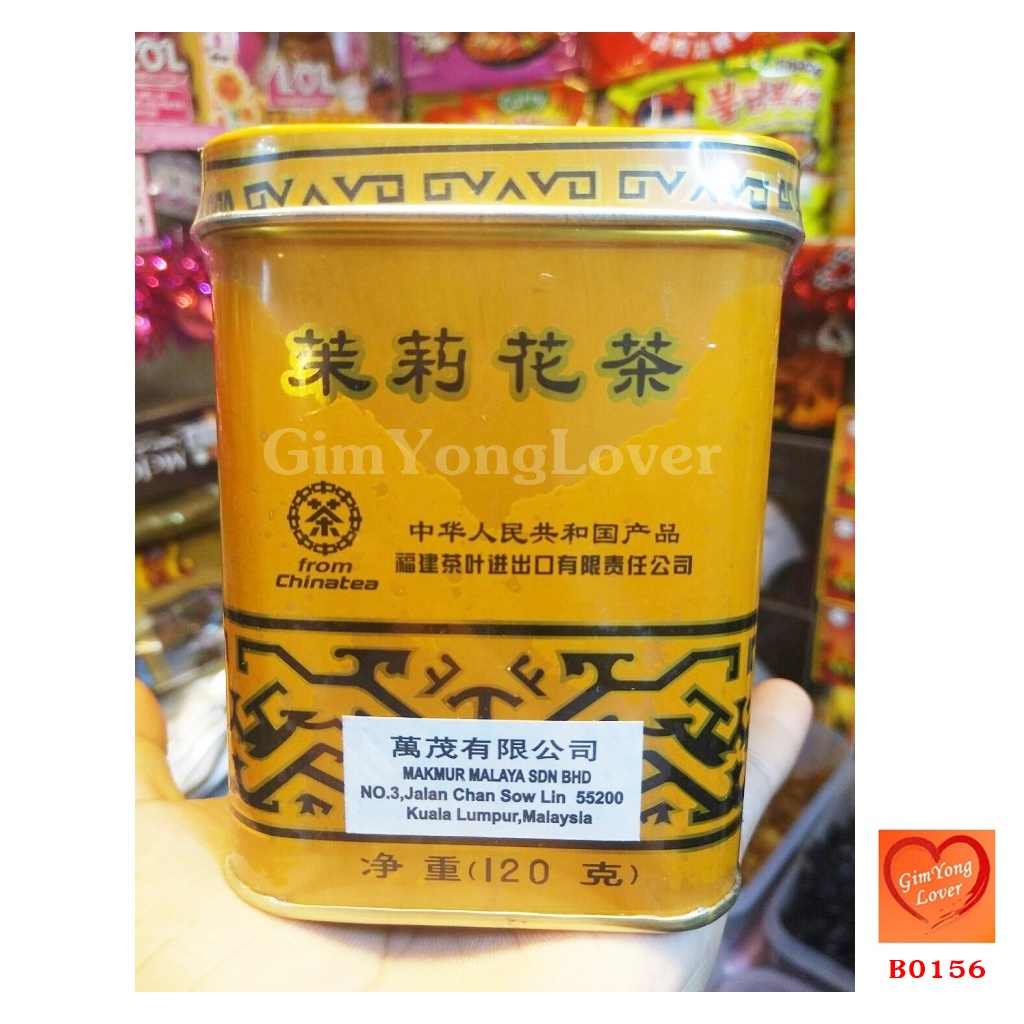 LOL
LOL
茉莉花茶
GimYongLover
茶
from
Chinatea
中华人民共和国产品
福建茶叶进出口有限责任公司
萬茂有限公司
MAKMUR MALAYA SDN BHD
NO.3,Jalan Chan Sow Lin 55200
Kuala Lumpur,Malaysia
净重(120 克)
GimYong
Lover
B0156